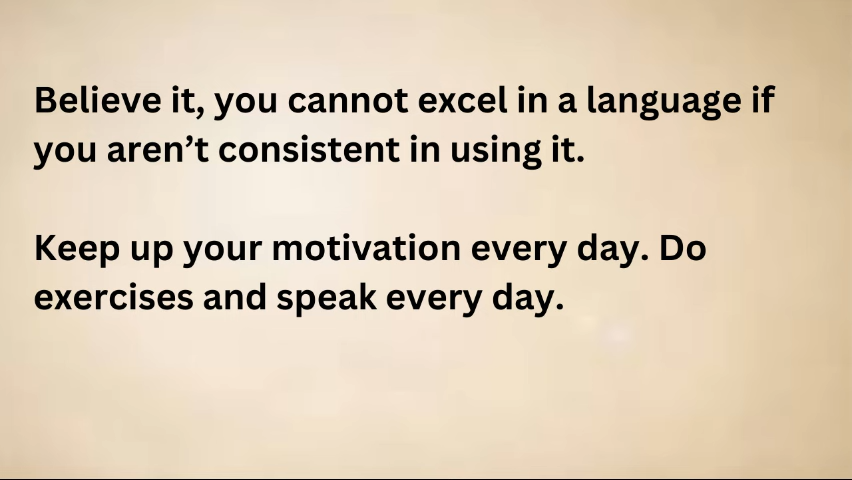 Believe it, you cannot excel in a language if
you aren’t consistent in using it.
Keep up your motivation every day. Do
exercises and speak every day.